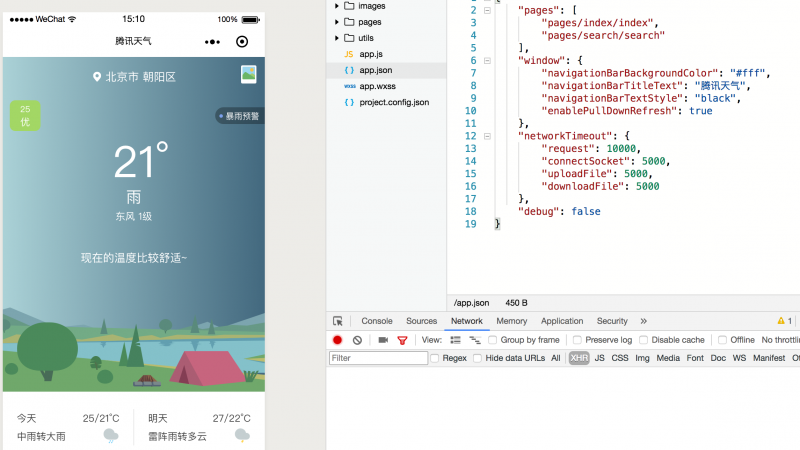 WeChat 15:10 100%
腾讯天气
北京市 朝阳区
25
优
暴雨预警
21°
雨
东风 1级
现在的温度比较舒适~
今天 25/21°C
中雨转大雨
明天 27/22°C
雷阵雨转多云
images
pages
utils
JS app.js
{ } app.json
WXSS app.wxss
{ } project.config.json
1 {
2 "pages": [
3 "pages/index/index",
4 "pages/search/search"
5 ],
6 "window": {
7 "navigationBarBackgroundColor": "#fff",
8 "navigationBarTitleText": "腾讯天气",
9 "navigationBarTextStyle": "black",
10 "enablePullDownRefresh": true
11 },
12 "networkTimeout": {
13 "request": 10000,
14 "connectSocket": 5000,
15 "uploadFile": 5000,
16 "downloadFile": 5000
17 },
18 "debug": false
19 }
/app.json 450 B
Console Sources Network Memory Application Security » 1
View: Group by frame Preserve log Disable cache Offline No throttlin
Filter Regex Hide data URLs All XHR JS CSS Img Media Font Doc WS Manifest Ot